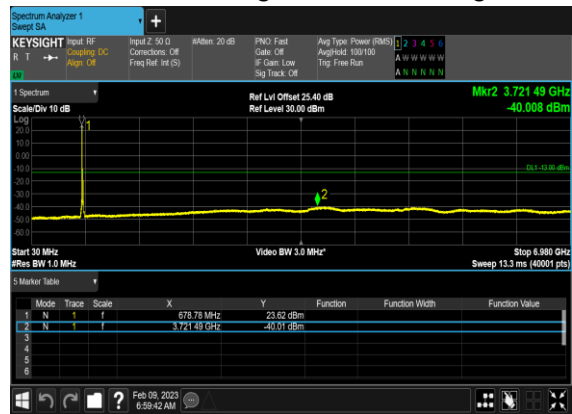 Spectrum Analyzer 1
Swept SA
+
KEYSIGHT Input: RF Input Z: 50 Ω #Atten: 20 dB PNO: Fast Avg Type: Power (RMS) 1 2 3 4 5 6
R T Coupling: DC Corrections: Off Gate: Off Avg|Hold: 100/100 A W W W W W
Align: Off Freq Ref: Int (S) IF Gain: Low Trig: Free Run
LXI Sig Track: Off A N N N N N
1 Spectrum Ref Lvl Offset 25.40 dB Mkr2 3.721 49 GHz
Scale/Div 10 dB Ref Level 30.00 dBm -40.008 dBm
Log
1
20.0
10.0
0.00
-10.0 DL1 -13.00 dBm
-20.0
-30.0 2
-40.0
-50.0
-60.0
Start 30 MHz Video BW 3.0 MHz* Stop 6.980 GHz
#Res BW 1.0 MHz Sweep 13.3 ms (40001 pts)
5 Marker Table
Mode Trace Scale X Y Function Function Width Function Value
1 N 1 f 678.78 MHz 23.62 dBm
2 N 1 f 3.721 49 GHz -40.01 dBm
3
4
5
6
? Feb 09, 2023
6:59:42 AM